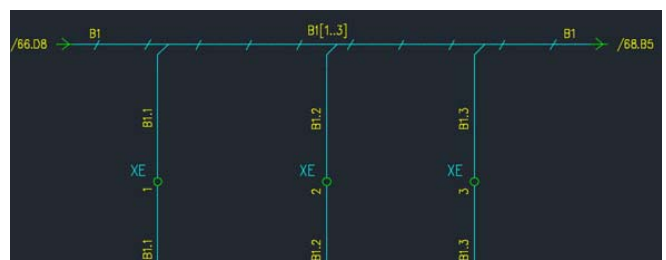 /66.D8 B1 B1[1..3] B1 /68.B5
B1.1 B1.2 B1.3
XE XE XE
1 2 3
B1.1 B1.2 B1.3